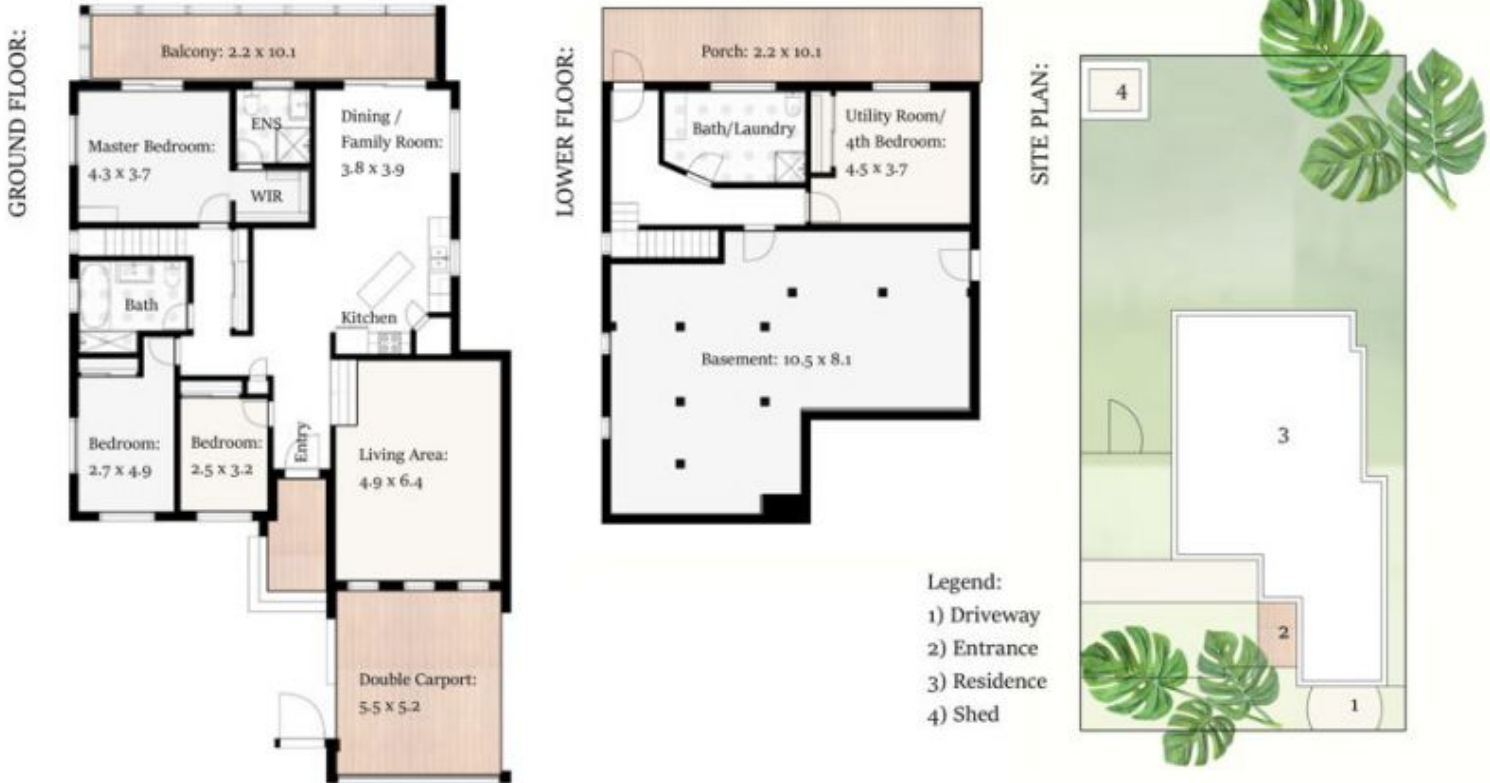 GROUND FLOOR:
Balcony: 2.2 x 10.1
Master Bedroom:
4.3 x 3.7
ENS
WIR
Dining /
Family Room:
3.8 x 3.9
Bath
Kitchen
Bedroom:
2.7 x 4.9
Bedroom:
2.5 x 3.2
Entry
Living Area:
4.9 x 6.4
Double Carport:
5.5 x 5.2
LOWER FLOOR:
Porch: 2.2 x 10.1
Bath/Laundry
Utility Room/
4th Bedroom:
4.5 x 3.7
Basement: 10.5 x 8.1
SITE PLAN:
4
3
2
1
Legend:
1) Driveway
2) Entrance
3) Residence
4) Shed